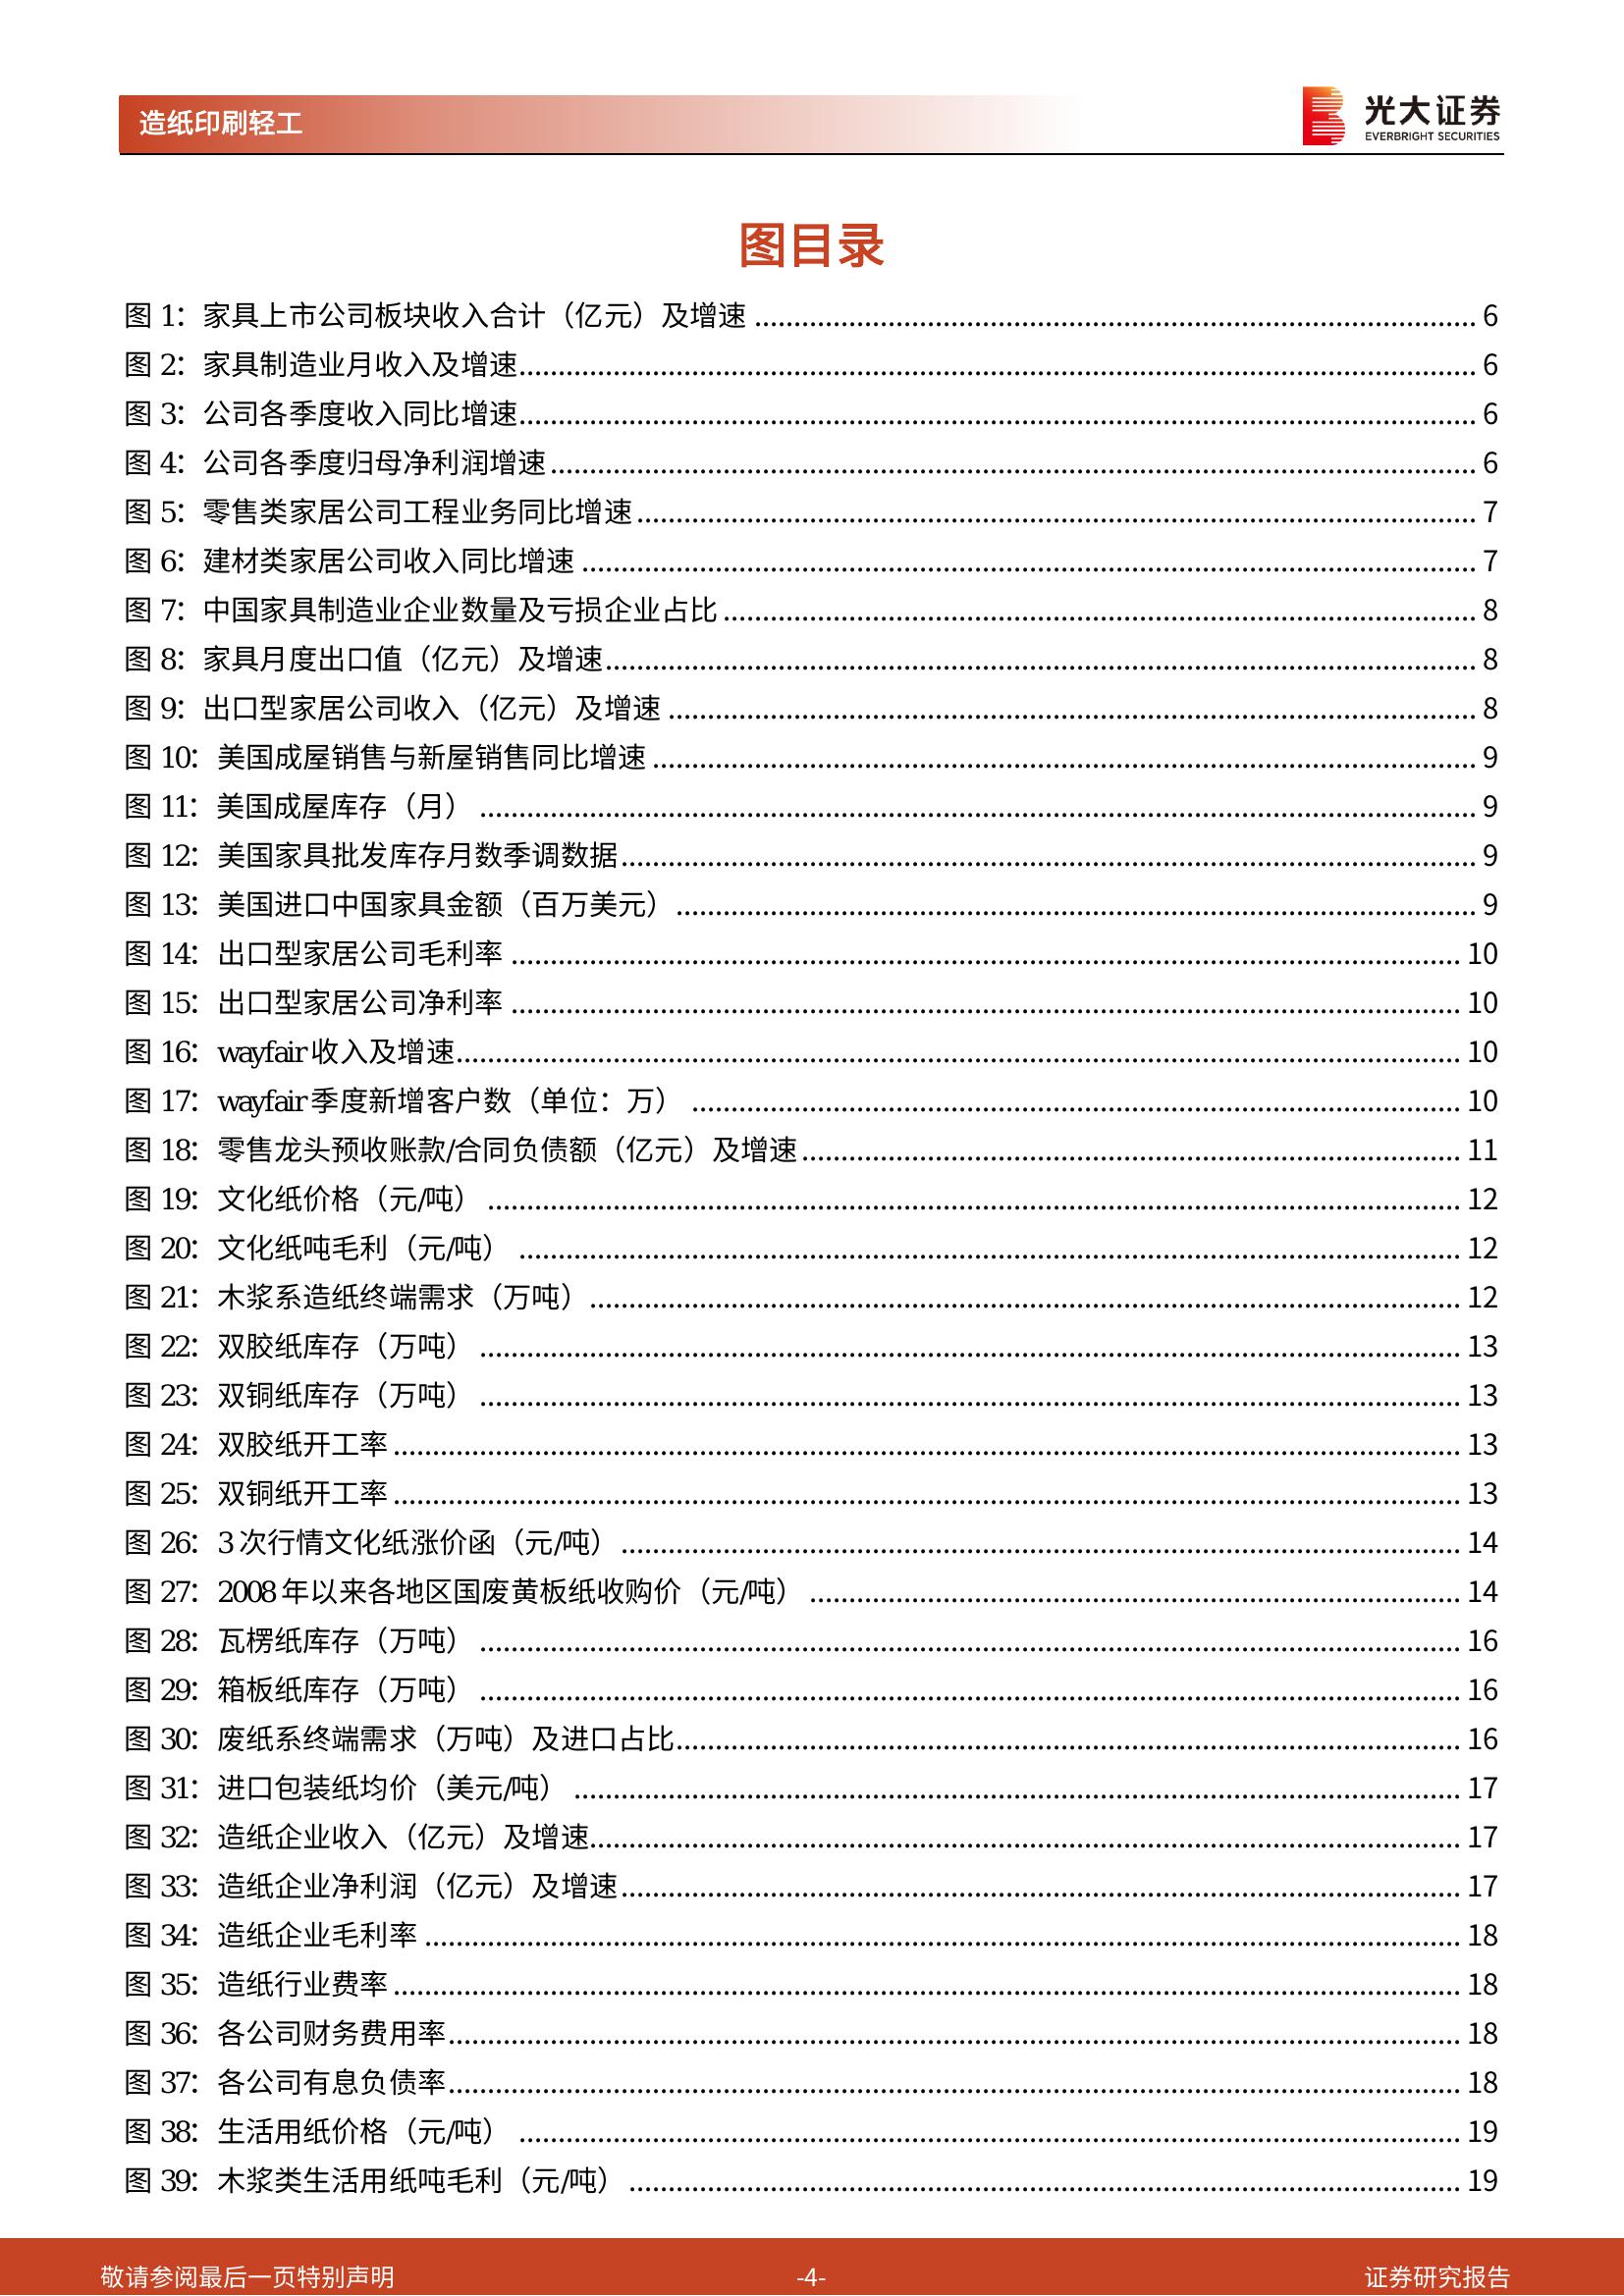 造纸印刷轻工
光大证券
EVERBRIGHT SECURITIES
图目录
图 1：家具上市公司板块收入合计（亿元）及增速 ........ 6
图 2：家具制造业月收入及增速 ........ 6
图 3：公司各季度收入同比增速 ........ 6
图 4：公司各季度归母净利润增速 ........ 6
图 5：零售类家居公司工程业务同比增速 ........ 7
图 6：建材类家居公司收入同比增速 ........ 7
图 7：中国家具制造业企业数量及亏损企业占比 ........ 8
图 8：家具月度出口值（亿元）及增速 ........ 8
图 9：出口型家居公司收入（亿元）及增速 ........ 8
图 10：美国成屋销售与新屋销售同比增速 ........ 9
图 11：美国成屋库存（月） ........ 9
图 12：美国家具批发库存月数季调数据 ........ 9
图 13：美国进口中国家具金额（百万美元） ........ 9
图 14：出口型家居公司毛利率 ........ 10
图 15：出口型家居公司净利率 ........ 10
图 16：wayfair 收入及增速 ........ 10
图 17：wayfair 季度新增客户数（单位：万） ........ 10
图 18：零售龙头预收账款/合同负债额（亿元）及增速 ........ 11
图 19：文化纸价格（元/吨） ........ 12
图 20：文化纸吨毛利（元/吨） ........ 12
图 21：木浆系造纸终端需求（万吨） ........ 12
图 22：双胶纸库存（万吨） ........ 13
图 23：双铜纸库存（万吨） ........ 13
图 24：双胶纸开工率 ........ 13
图 25：双铜纸开工率 ........ 13
图 26：3 次行情文化纸涨价函（元/吨） ........ 14
图 27：2008 年以来各地区国废黄板纸收购价（元/吨） ........ 14
图 28：瓦楞纸库存（万吨） ........ 16
图 29：箱板纸库存（万吨） ........ 16
图 30：废纸系终端需求（万吨）及进口占比 ........ 16
图 31：进口包装纸均价（美元/吨） ........ 17
图 32：造纸企业收入（亿元）及增速 ........ 17
图 33：造纸企业净利润（亿元）及增速 ........ 17
图 34：造纸企业毛利率 ........ 18
图 35：造纸行业费率 ........ 18
图 36：各公司财务费用率 ........ 18
图 37：各公司有息负债率 ........ 18
图 38：生活用纸价格（元/吨） ........ 19
图 39：木浆类生活用纸吨毛利（元/吨） ........ 19
敬请参阅最后一页特别声明
-4-
证券研究报告